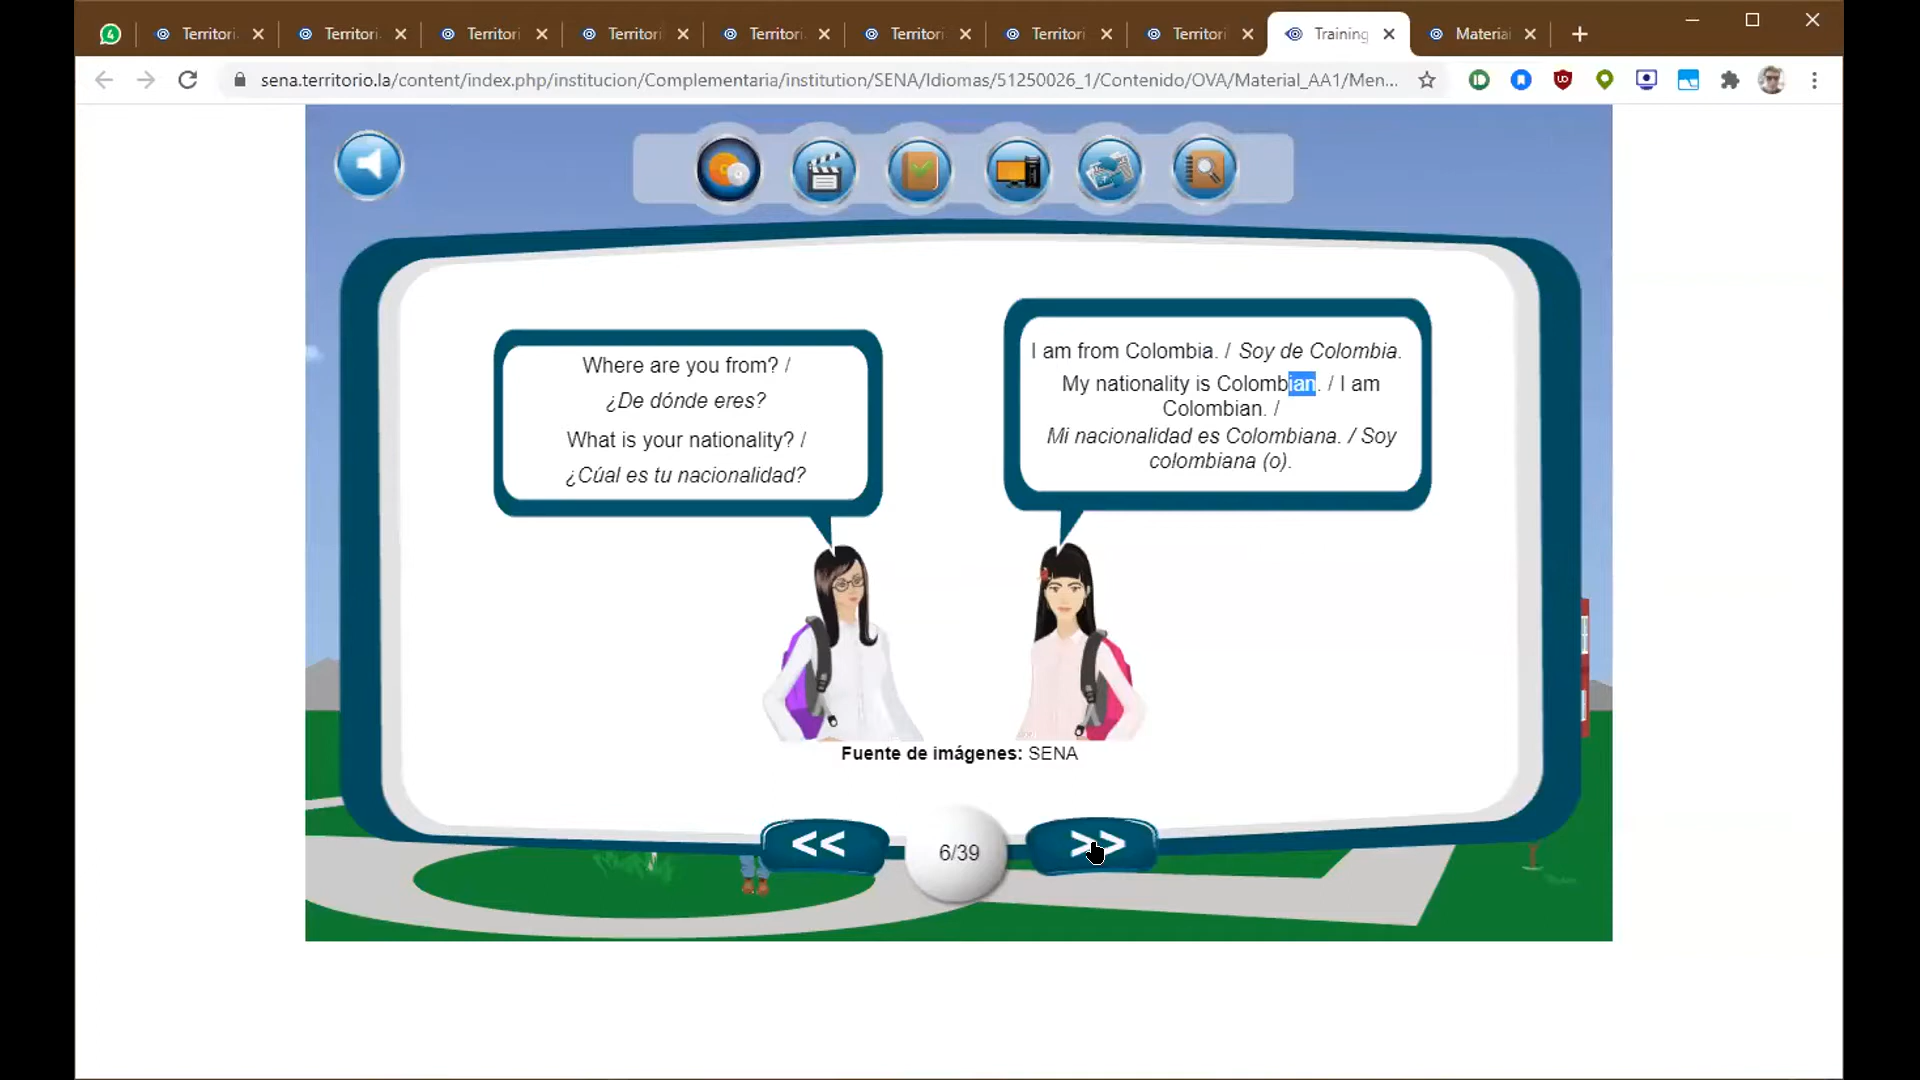 4
Territori
Territori
Territori
Territori
Territori
Territori
Territori
Territori
Training
Material
sena.territorio.la/content/index.php/institucion/Complementaria/institution/SENA/Idiomas/51250026_1/Contenido/OVA/Material_AA1/Men...
Where are you from? /
¿De dónde eres?
What is your nationality? /
¿Cúal es tu nacionalidad?
I am from Colombia. / Soy de Colombia.
My nationality is Colombian. / I am
Colombian. /
Mi nacionalidad es Colombiana. / Soy
colombiana (o).
Fuente de imágenes: SENA
<<
6/39
>>